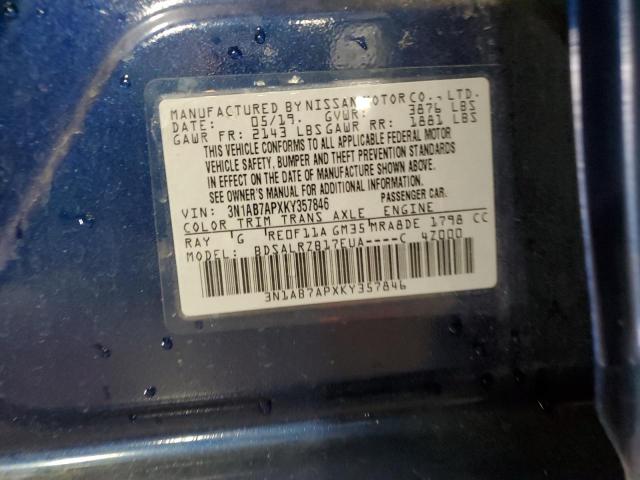 MANUFACTURED BY NISSAN MOTOR CO., LTD.
DATE: 05/19. GVWR: 3876 LBS
GAWR FR: 2143 LBS GAWR RR: 1881 LBS
THIS VEHICLE CONFORMS TO ALL APPLICABLE FEDERAL MOTOR
VEHICLE SAFETY, BUMPER AND THEFT PREVENTION STANDARDS
IN EFFECT ON THE DATE OF MANUFACTURE SHOWN ABOVE.
SEE OWNER'S MANUAL FOR ADDITIONAL INFORMATION.
VIN: 3N1AB7APXKY357846 PASSENGER CAR.
COLOR TRIM TRANS AXLE ENGINE
RAY G RE0F11A GM35 MRA8DE 1798 CC
MODEL: BDSALRZB17EUA----C 4Z000
3N1AB7APXKY357846